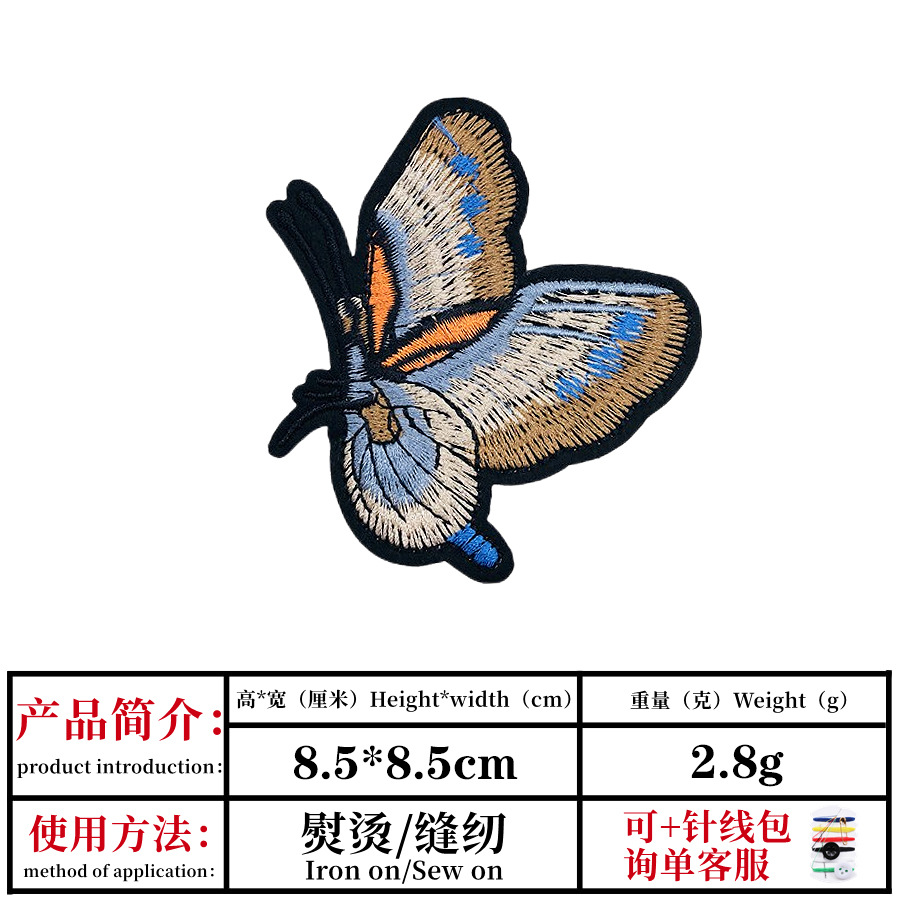 产品简介：
product introduction:
高*宽（厘米）Height*width（cm）
重量（克）Weight（g）
8.5*8.5cm
2.8g
使用方法：
method of application:
熨烫/缝纫
Iron on/Sew on
可+针线包
询单客服